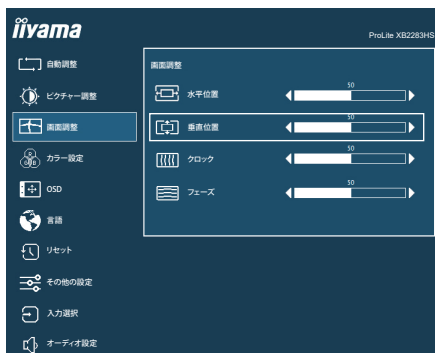 iiyama
ProLite XB2283HS
自動調整
ピクチャー調整
画面調整
カラー設定
OSD
言語
リセット
その他の設定
入力選択
オーディオ設定
画面調整
水平位置
50
垂直位置
50
クロック
50
フェーズ
50